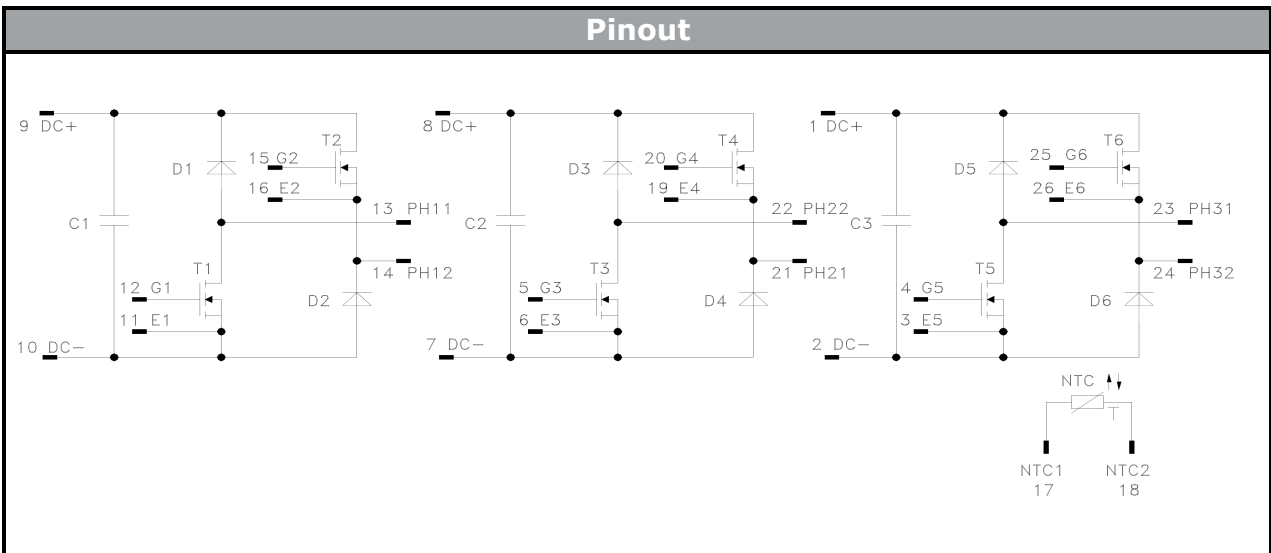 Pinout
9 DC+
8 DC+
1 DC+
T2
T4
T6
D1
15 G2
D3
20 G4
D5
25 G6
16 E2
19 E4
26 E6
13 PH11
22 PH22
23 PH31
C1
C2
C3
14 PH12
21 PH21
24 PH32
T1
T3
T5
12 G1
D2
5 G3
D4
4 G5
D6
11 E1
6 E3
3 E5
10 DC-
7 DC-
2 DC-
NTC
T
NTC1
NTC2
17
18